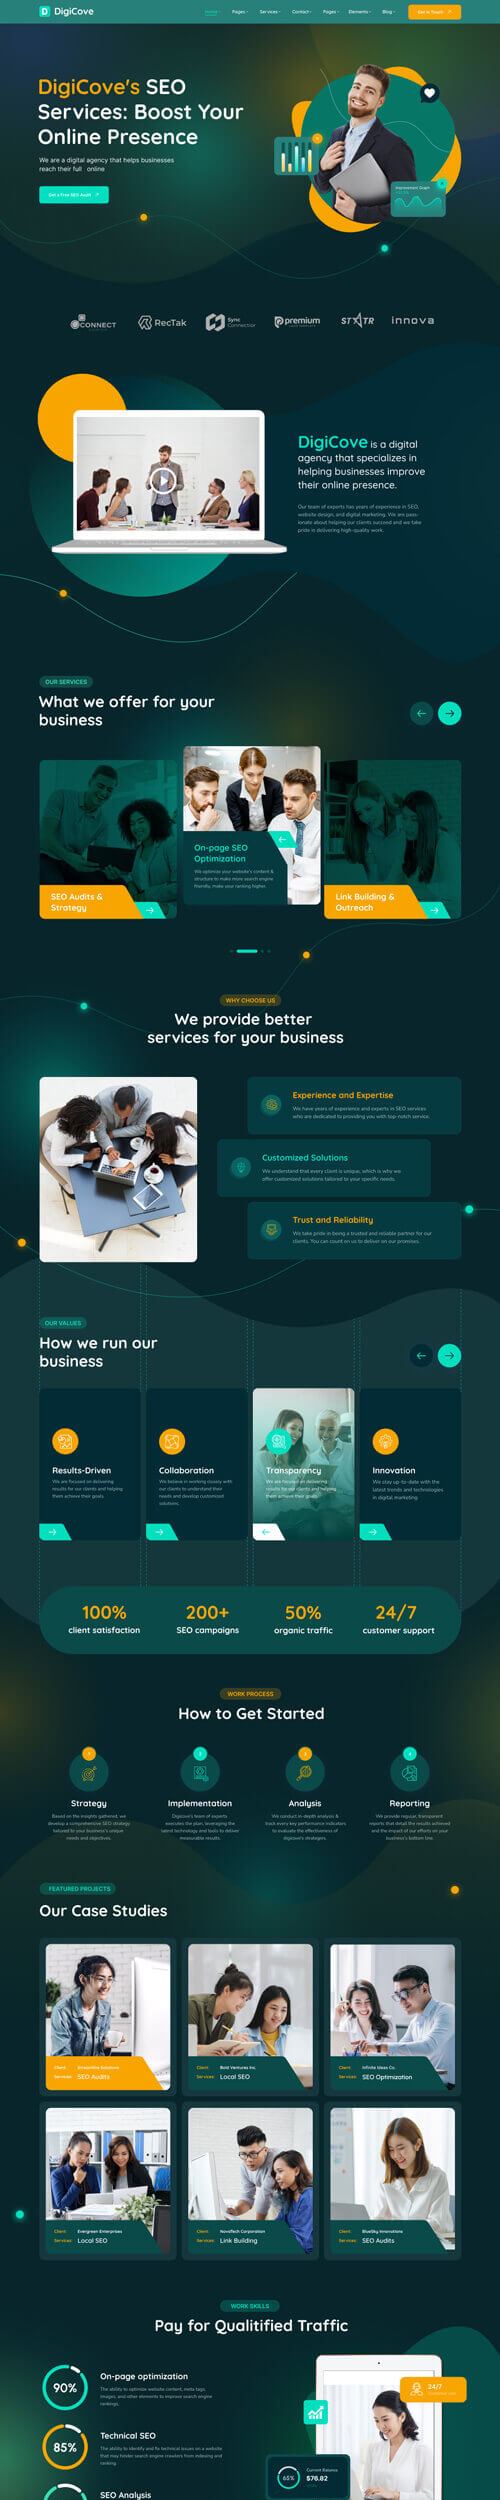 DigiCove
Home Pages Services Contact Pages Elements Blog
Get In Touch
DigiCove's SEO
Services: Boost Your
Online Presence
We are a digital agency that helps businesses
reach their full online
Get a Free SEO Audit
Improvement Graph
CONNECT
RecTak
Sync
Connection
premium
STATR
innova
DigiCove is a digital
agency that specializes in
helping businesses improve
their online presence.
Our team of experts has years of experience in SEO,
website design, and digital marketing. We are pass-
ionate about helping our clients succeed and we take
pride in delivering high-quality work.
OUR SERVICES
What we offer for your
business
SEO Audits &
Strategy
On-page SEO
Optimization
We optimize your website's content &
structure to make more search engine
friendly, make your ranking higher.
Link Building &
Outreach
WHY CHOOSE US
We provide better
services for your business
Experience and Expertise
We have years of experience and experts in SEO services
who are dedicated to providing you with top-notch service.
Customized Solutions
We understand that every client is unique, which is why we
offer customized solutions tailored to your specific needs.
Trust and Reliability
We take pride in being a trusted and reliable partner for our
clients. You can count on us to deliver on our promises.
OUR VALUES
How we run our
business
Results-Driven
We are focused on delivering
results for our clients and helping
them achieve their goals
Collaboration
We believe in working closely with
our clients to understand their
needs and develop customized
solutions
Transparency
We are focused on delivering
results for our clients and helping
them achieve their goals
Innovation
We stay up-to-date with the
latest trends and technologies
in digital marketing
100%
client satisfaction
200+
SEO campaigns
50%
organic traffic
24/7
customer support
WORK PROCESS
How to Get Started
1
Strategy
Based on the insights gathered, we
develop a comprehensive SEO strategy
tailored to your business's unique
needs and objectives.
2
Implementation
Digicove's team of experts
executes the plan, leveraging the
latest technology and tools to deliver
measurable results.
3
Analysis
We conduct in-depth analysis &
track every key performance indicators
to evaluate the effectiveness of
digicove's strategies.
4
Reporting
We provide regular, transparent
reports that detail the results achieved
and the impact of our efforts on your
business's bottom line.
FEATURED PROJECTS
Our Case Studies
Client: Streamline Solutions
Services: SEO Audits
Client: Bold Ventures Inc.
Services: Local SEO
Client: Infinite Ideas Co.
Services: SEO Optimization
Client: Evergreen Enterprises
Services: Local SEO
Client: NovaTech Corporation
Services: Link Building
Client: BlueSky Innovations
Services: SEO Audits
WORK SKILLS
Pay for Qualitified Traffic
90%
On-page optimization
The ability to optimize website content, meta tags,
images, and other elements to improve search engine
rankings.
85%
Technical SEO
The ability to identify and fix technical issues on a website
that may hinder search engine crawlers from indexing and
ranking
SEO Analysis
24/7
65%
Current Balance
$76.82